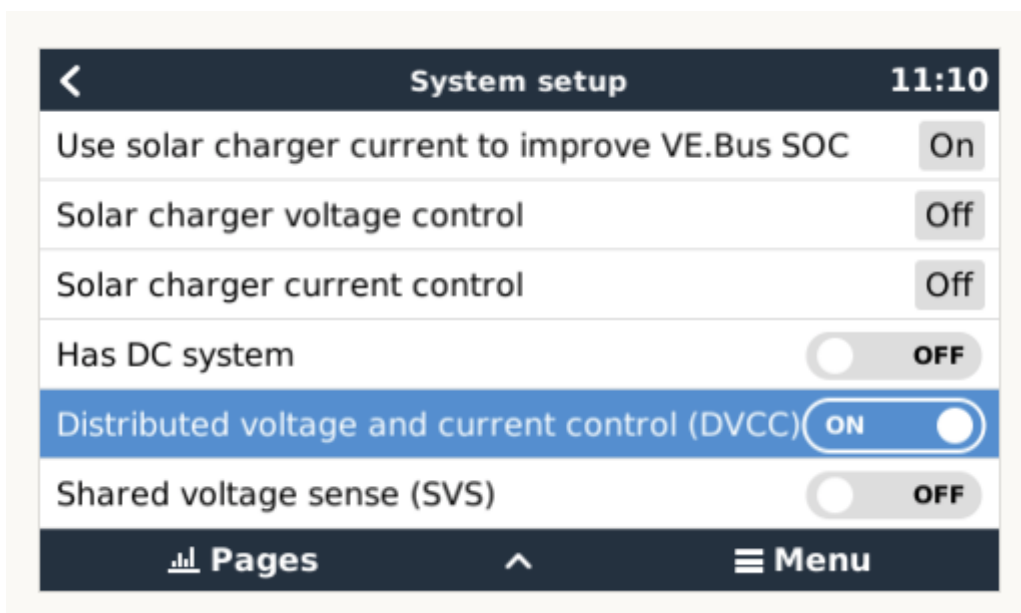 System setup 11:10
Use solar charger current to improve VE.Bus SOC On
Solar charger voltage control Off
Solar charger current control Off
Has DC system OFF
Distributed voltage and current control (DVCC) ON
Shared voltage sense (SVS) OFF
Pages Menu